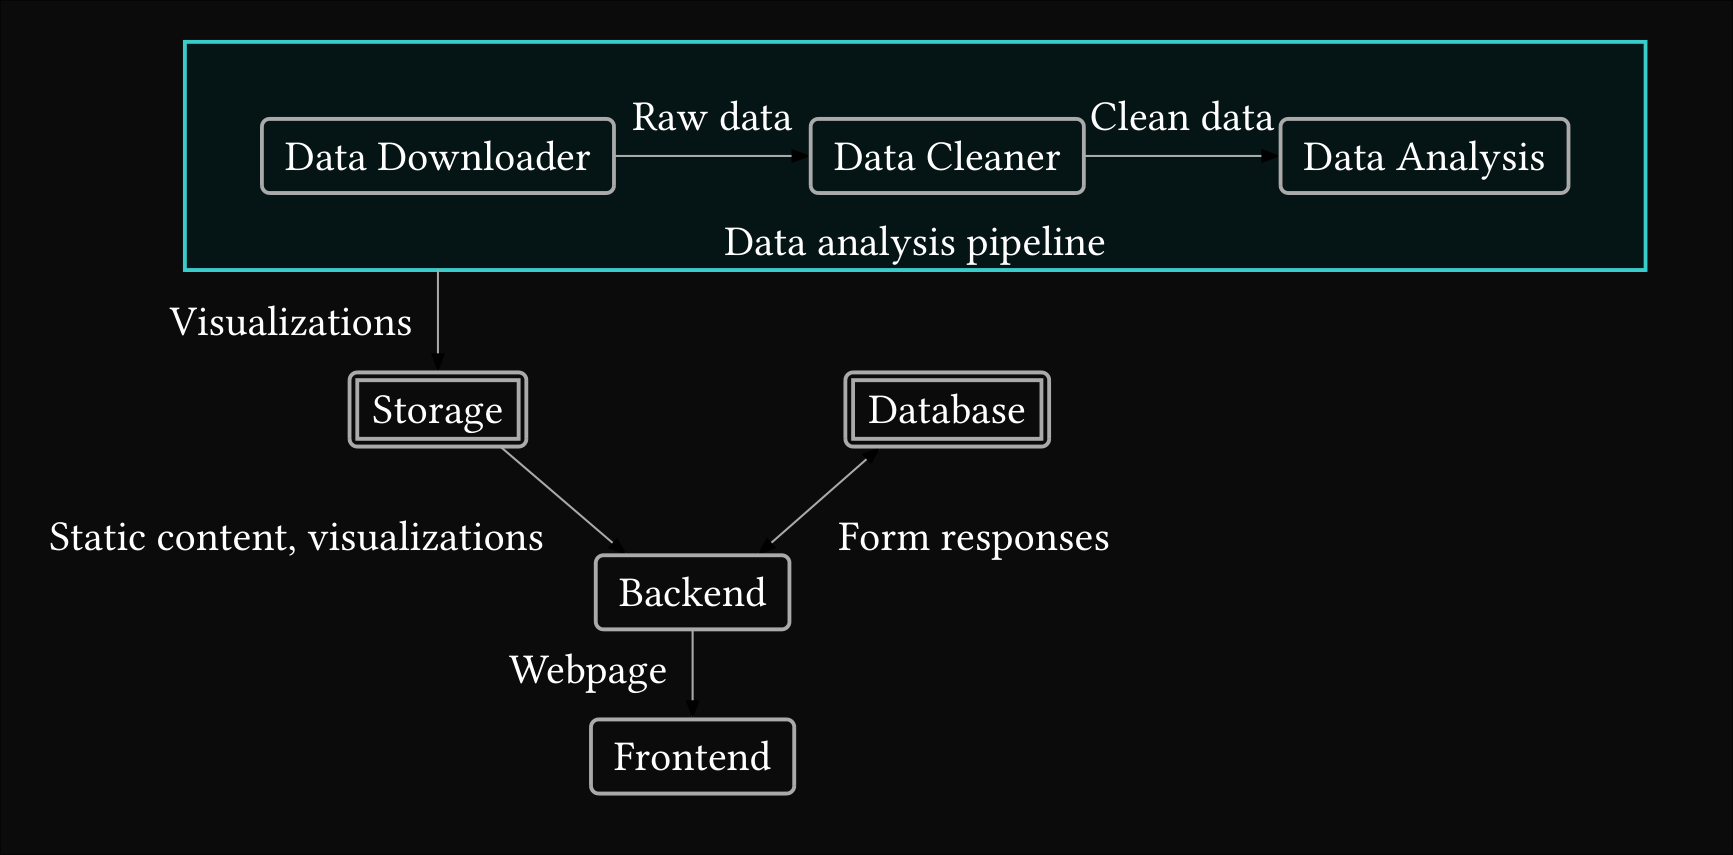 Raw data
Clean data
Data Downloader
Data Cleaner
Data Analysis
Data analysis pipeline
Visualizations
Storage
Database
Static content, visualizations
Form responses
Backend
Webpage
Frontend